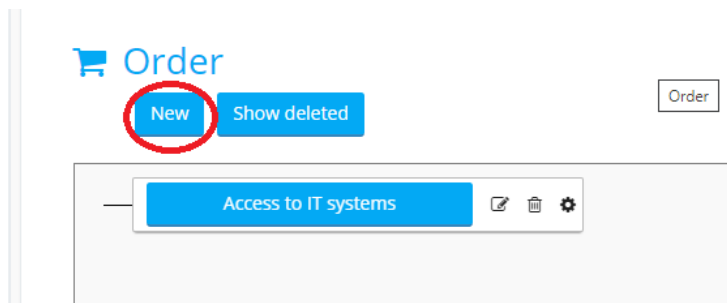 Order
New
Show deleted
Order
Access to IT systems